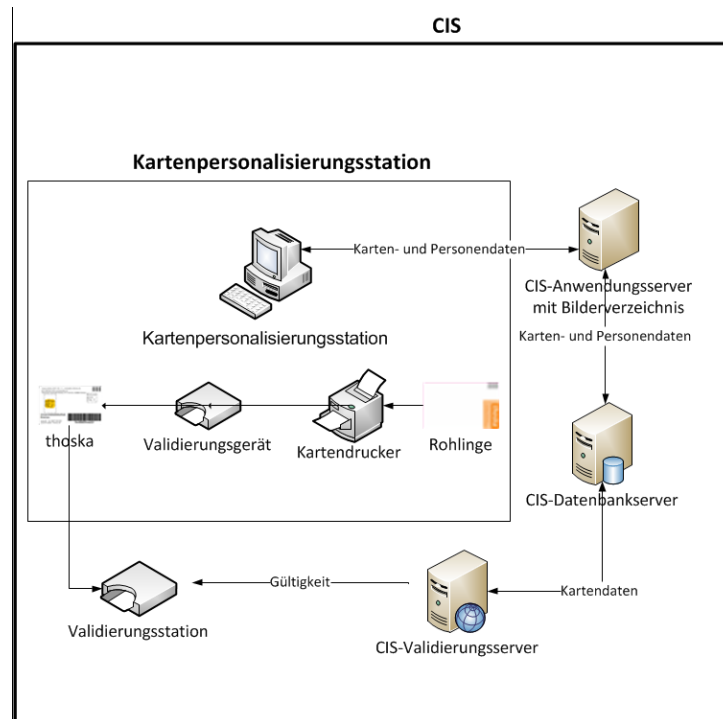 CIS
Kartenpersonalisierungsstation
Karten- und Personendaten
CIS-Anwendungsserver
mit Bilderverzeichnis
Kartenpersonalisierungsstation
Karten- und Personendaten
thoska
Validierungsgerät
Kartendrucker
Rohlinge
CIS-Datenbankserver
Gültigkeit
Kartendaten
Validierungsstation
CIS-Validierungsserver